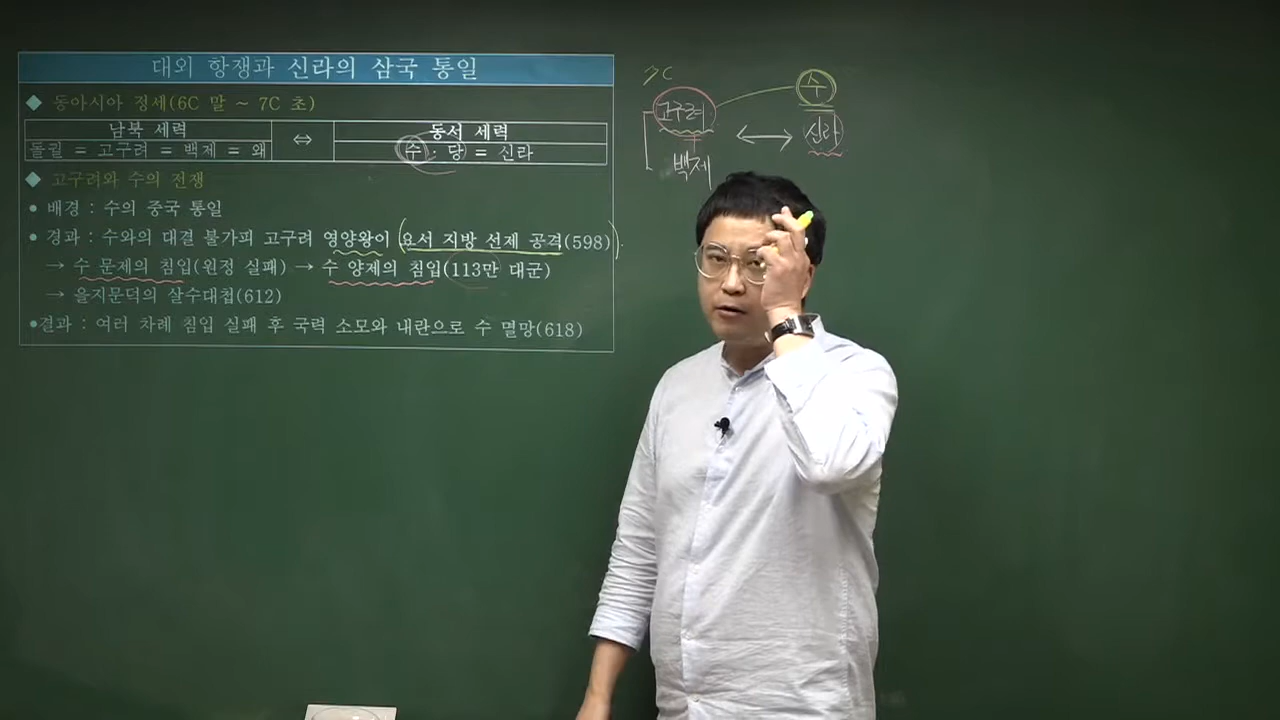 대외 항쟁과 신라의 삼국 통일
◆ 동아시아 정세(6C 말 ~ 7C 초)
남북 세력 ⇔ 동서 세력
돌궐 = 고구려 = 백제 = 왜 수·당 = 신라
◆ 고구려와 수의 전쟁
• 배경 : 수의 중국 통일
• 경과 : 수와의 대결 불가피 고구려 영양왕이 요서 지방 선제 공격(598)
→ 수 문제의 침입(원정 실패) → 수 양제의 침입(113만 대군)
→ 을지문덕의 살수대첩(612)
•결과 : 여러 차례 침입 실패 후 국력 소모와 내란으로 수 멸망(618)
7C
수
고구려 ↔ 신라
백제